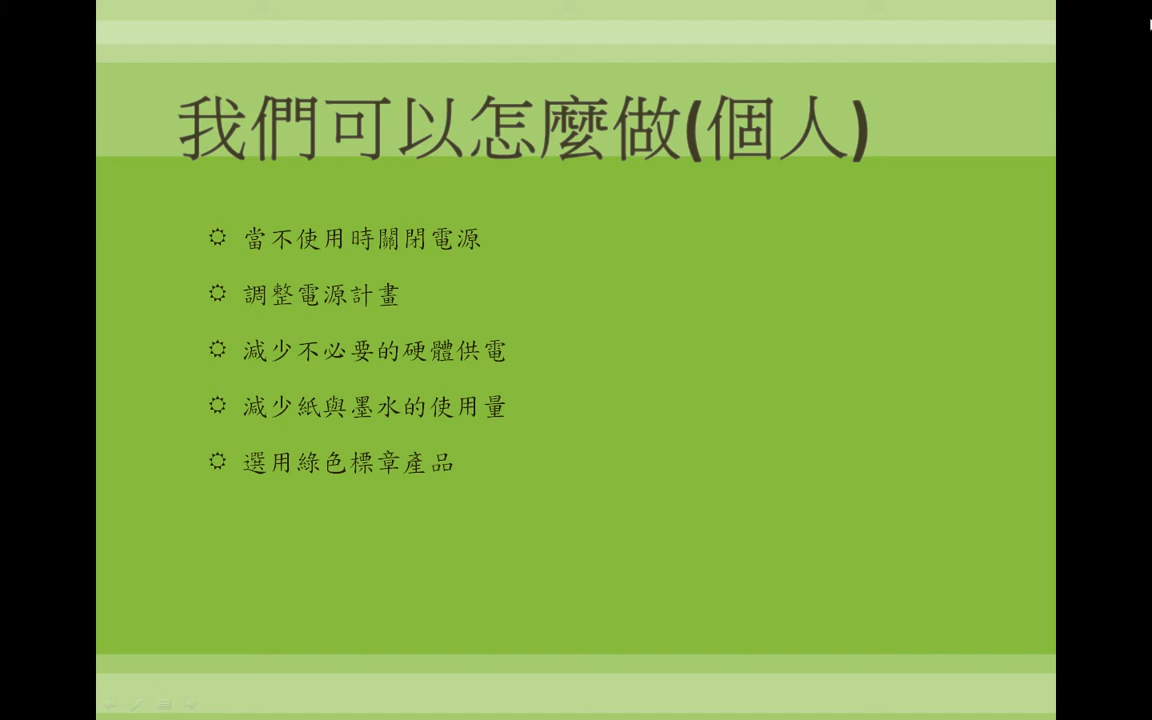 我們可以怎麼做(個人)
當不使用時關閉電源
調整電源計畫
減少不必要的硬體供電
減少紙與墨水的使用量
選用綠色標章產品